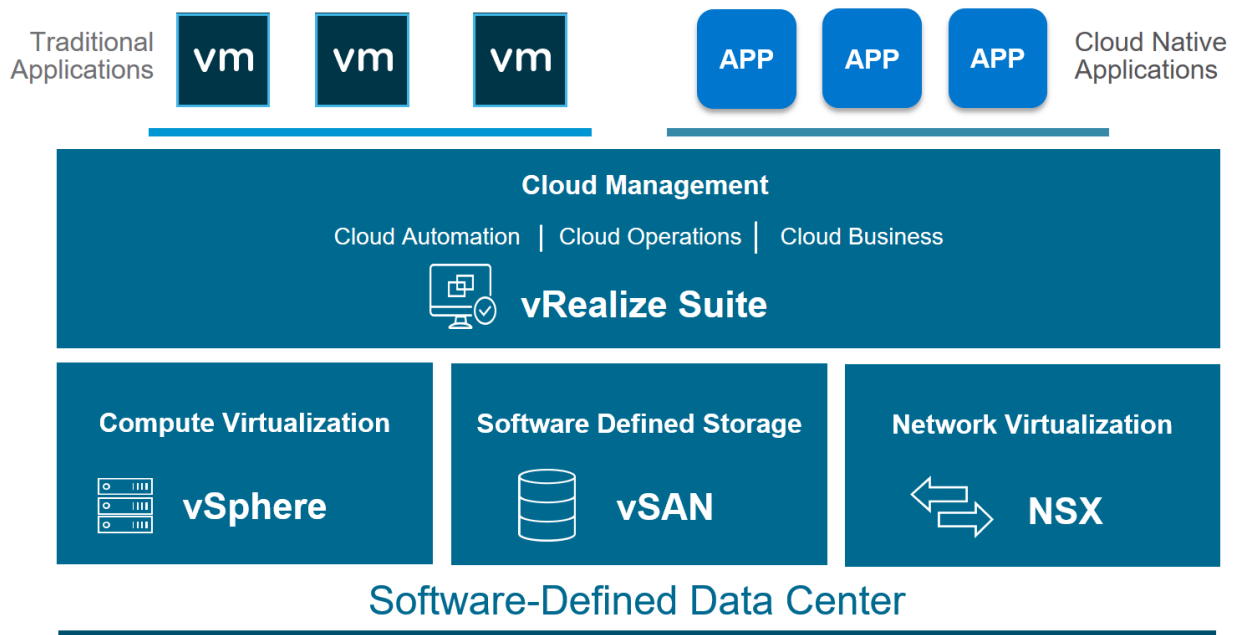 Traditional
Applications
vm
vm
vm
APP
APP
APP
Cloud Native
Applications
Cloud Management
Cloud Automation | Cloud Operations | Cloud Business
vRealize Suite
Compute Virtualization
vSphere
Software Defined Storage
vSAN
Network Virtualization
NSX
Software-Defined Data Center